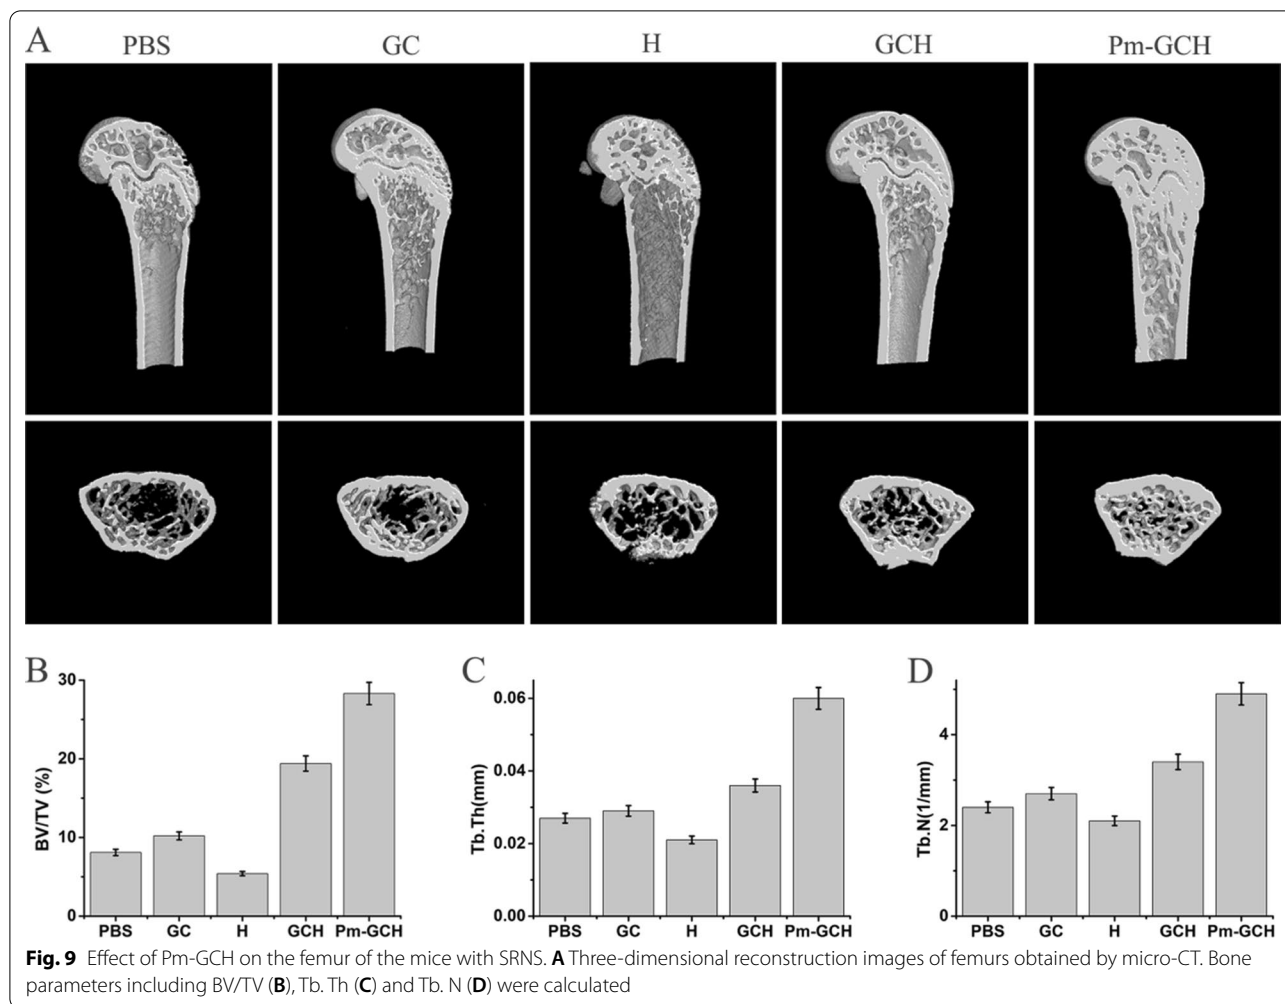 A
PBS GC H GCH Pm-GCH
B
BV/TV (%)
30
20
10
0
PBS GC H GCH Pm-GCH
C
Tb.Th(mm)
0.06
0.04
0.02
0.00
PBS GC H GCH Pm-GCH
D
Tb.N(1/mm)
4
2
0
PBS GC H GCH Pm-GCH
Fig. 9 Effect of Pm-GCH on the femur of the mice with SRNS. A Three-dimensional reconstruction images of femurs obtained by micro-CT. Bone
parameters including BV/TV (B), Tb. Th (C) and Tb. N (D) were calculated